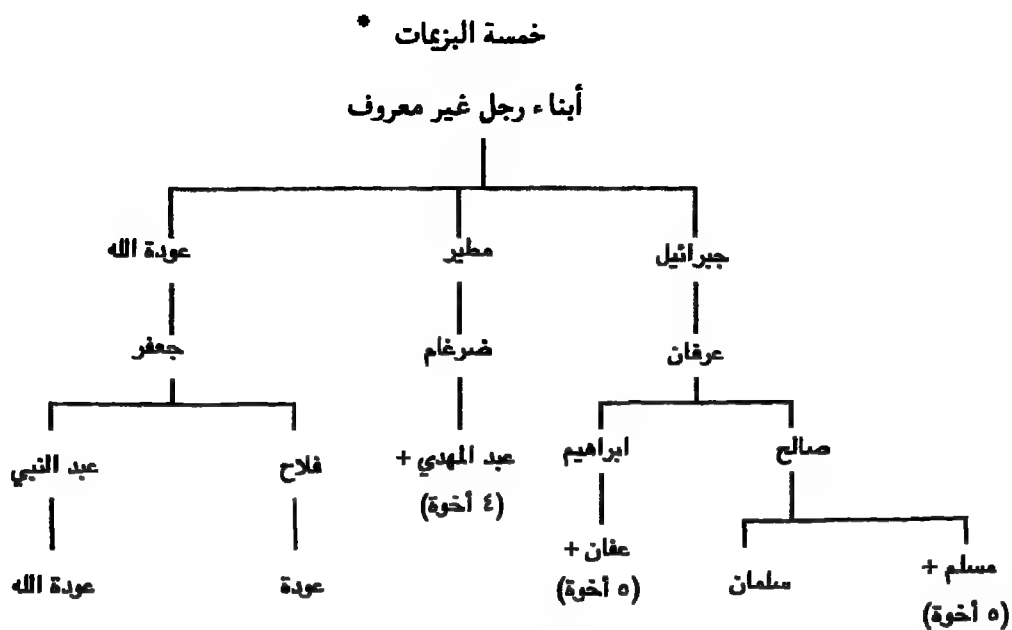 خمسة البزيمات *
أبناء رجل غير معروف
جبرائيل مطير عودة الله
عرفان ضرغام جعفر
صالح ابراهيم عبد المهدي + فلاح عبد النبي
(٤ أخوة)
مسلم + سلمان عفان + عودة عودة الله
(٥ أخوة) (٥ أخوة)